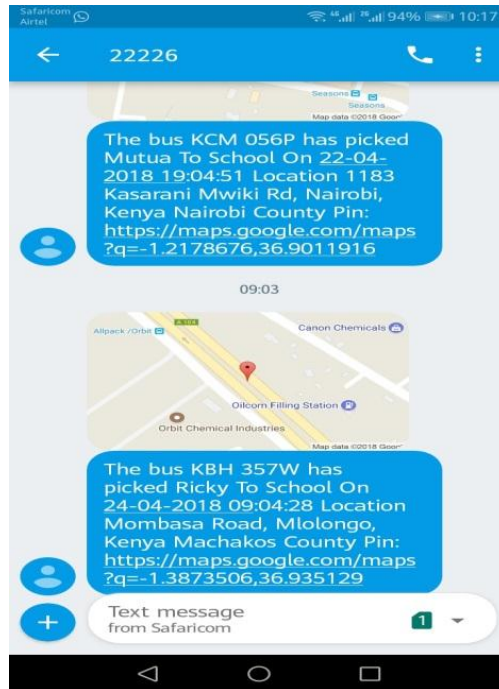 Safaricom
Airtel
94% 10:17
22226
Seasons
Seasons
Map data ©2018 Goo
The bus KCM 056P has picked
Mutua To School On 22-04-
2018 19:04:51 Location 1183
Kasarani Mwiki Rd, Nairobi,
Kenya Nairobi County Pin:
https://maps.google.com/maps
?q=-1.2178676,36.9011916
09:03
A 104
Allpack /Orbit
Canon Chemicals
Oilcom Filling Station
Orbit Chemical Industries
Map data ©2018 Goo
The bus KBH 357W has
picked Ricky To School On
24-04-2018 09:04:28 Location
Mombasa Road, Mlolongo,
Kenya Machakos County Pin:
https://maps.google.com/maps
?q=-1.3873506,36.935129
Text message
from Safaricom
1